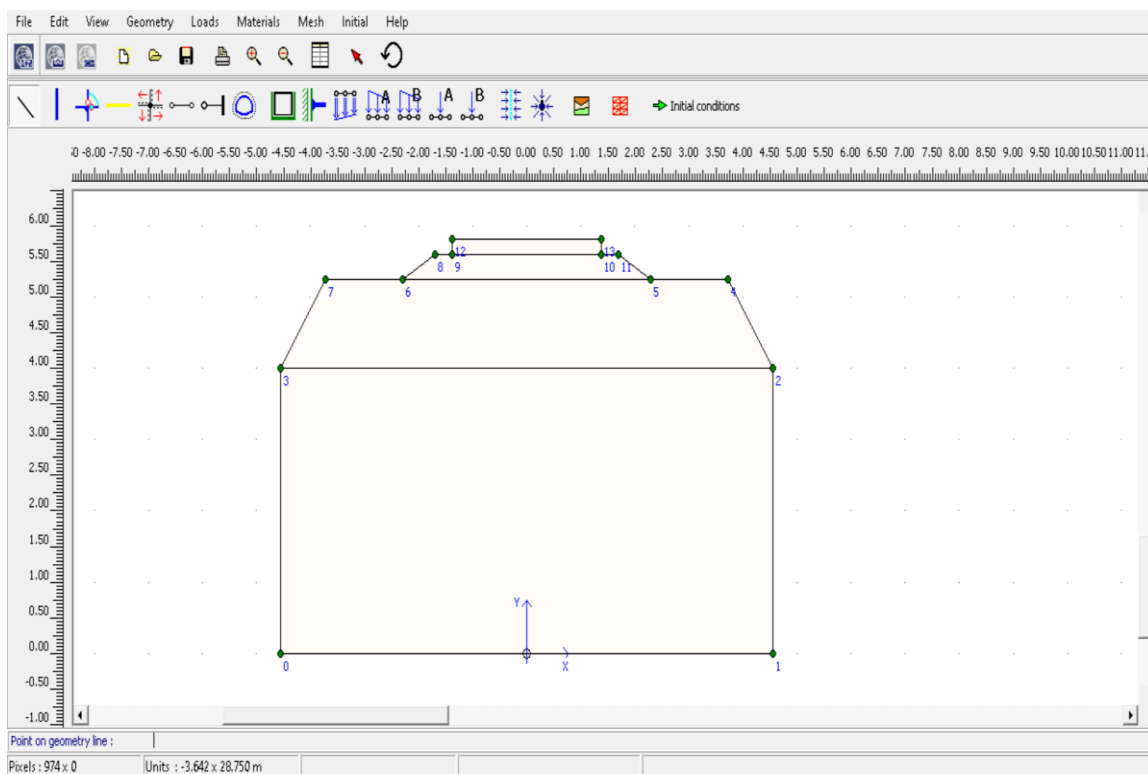 File Edit View Geometry Loads Materials Mesh Initial Help
A B A B Initial conditions
-8.00 -7.50 -7.00 -6.50 -6.00 -5.50 -5.00 -4.50 -4.00 -3.50 -3.00 -2.50 -2.00 -1.50 -1.00 -0.50 0.00 0.50 1.00 1.50 2.00 2.50 3.00 3.50 4.00 4.50 5.00 5.50 6.00 6.50 7.00 7.50 8.00 8.50 9.00 9.50 10.00 10.50 11.
6.00
12 13
5.50
8 9 10 11
5.00
7 6 5 4
4.50
4.00
3 2
3.50
3.00
2.50
2.00
1.50
1.00
Y
0.50
0.00
0 X 1
-0.50
-1.00
Point on geometry line :
Pixels : 974 x 0 Units : -3.642 x 28.750 m